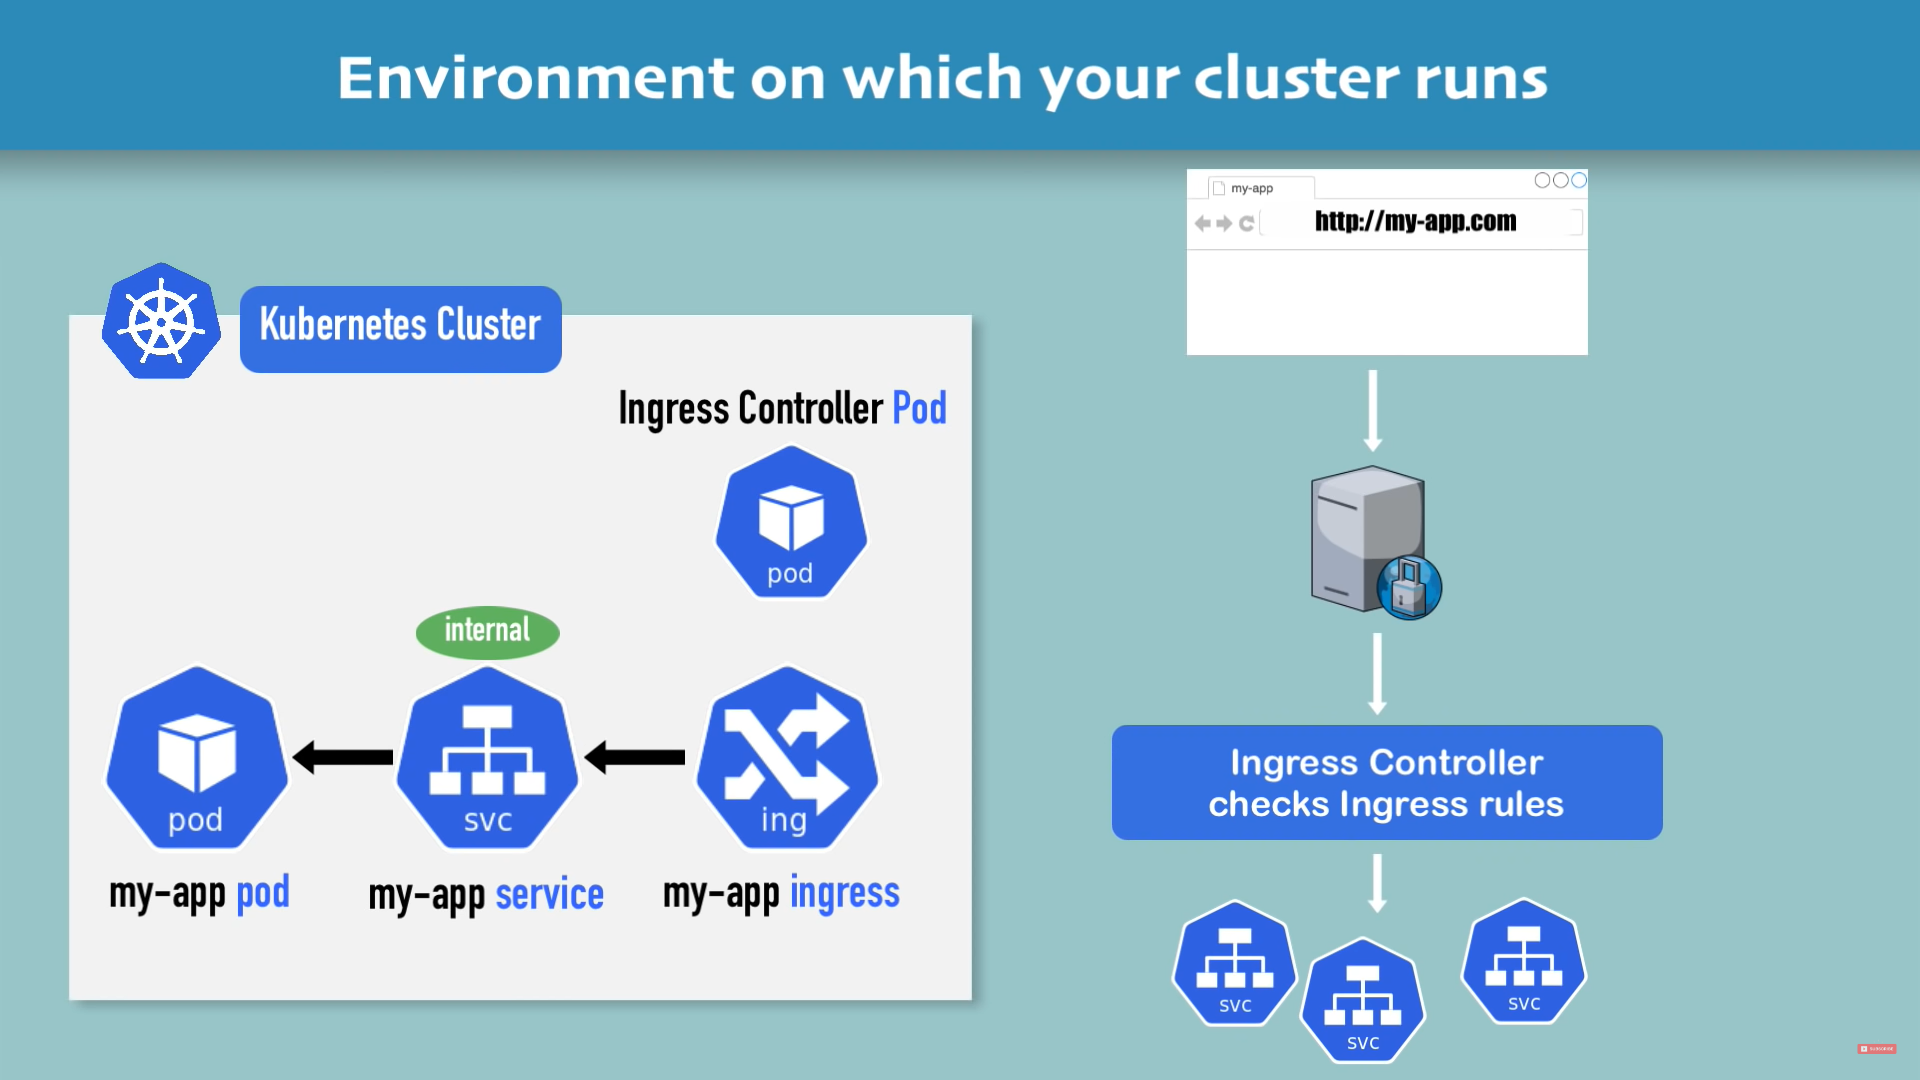 Environment on which your cluster runs
my-app
http://my-app.com
Kubernetes Cluster
Ingress Controller Pod
pod
internal
pod
svc
ing
my-app pod
my-app service
my-app ingress
Ingress Controller
checks Ingress rules
svc
svc
svc
SUBSCRIBE